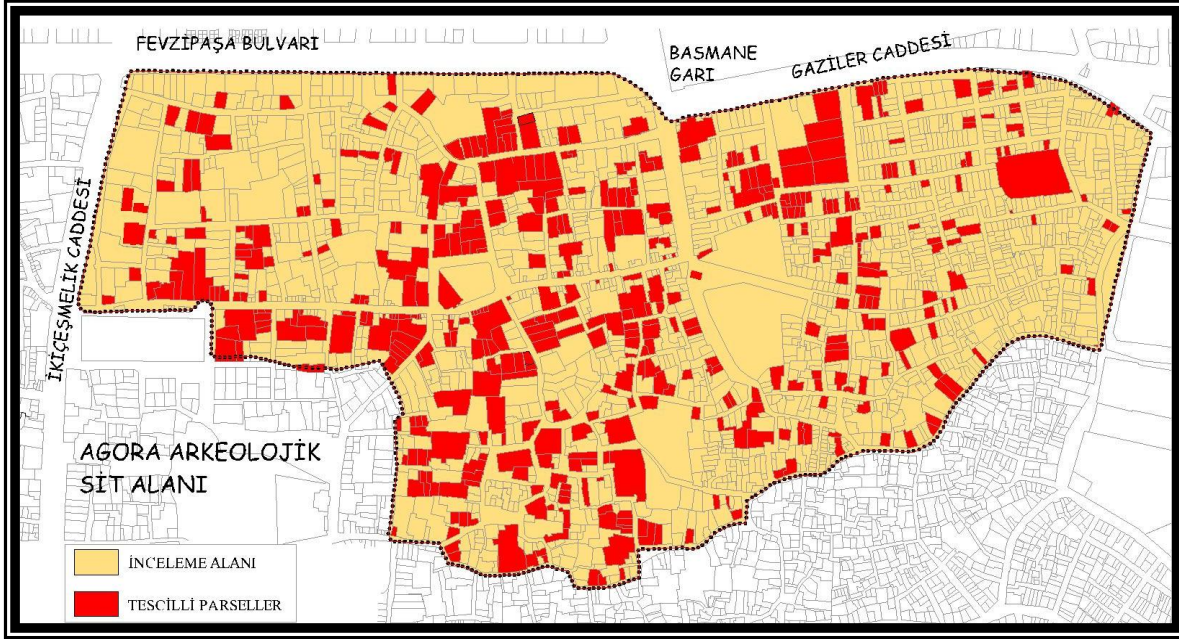 FEVZİPAŞA BULVARI
BASMANE
GARI
GAZİLER CADDESİ
İKİÇEŞMELİK CADDESİ
AGORA ARKEOLOJİK
SİT ALANI
İNCELEME ALANI
TESCİLLİ PARSELLER